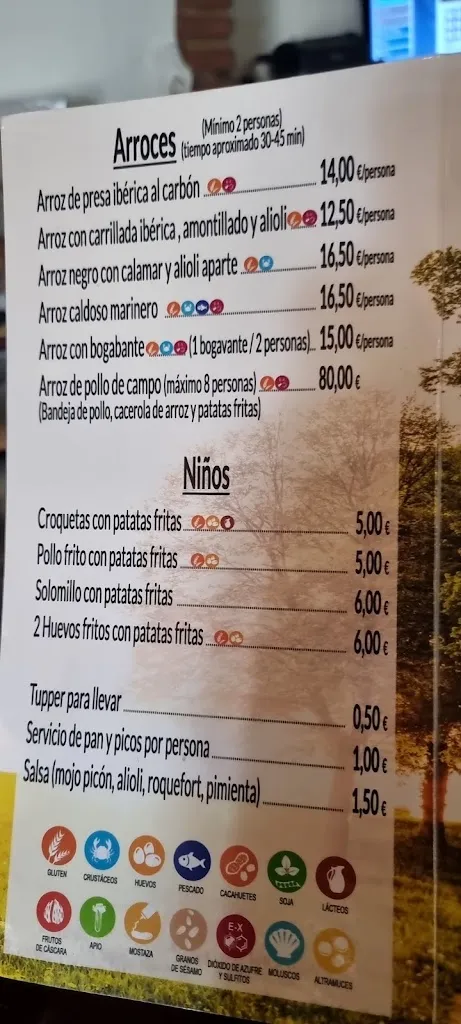 Arroces (Mínimo 2 personas)
(tiempo aproximado 30-45 min)
Arroz de presa ibérica al carbón 14,00 €/persona
Arroz con carrillada ibérica, amontillado y alioli 12,50 €/persona
Arroz negro con calamar y alioli aparte 16,50 €/persona
Arroz caldoso marinero 16,50 €/persona
Arroz con bogabante (1 bogavante / 2 personas) 15,00 €/persona
Arroz de pollo de campo (máximo 8 personas) 80,00 €
(Bandeja de pollo, cacerola de arroz y patatas fritas)
Niños
Croquetas con patatas fritas 5,00 €
Pollo frito con patatas fritas 5,00 €
Solomillo con patatas fritas 6,00 €
2 Huevos fritos con patatas fritas 6,00 €
Tupper para llevar 0,50 €
Servicio de pan y picos por persona 1,00 €
Salsa (mojo picón, alioli, roquefort, pimienta) 1,50 €
GLUTEN CRUSTÁCEOS HUEVOS PESCADO CACAHUETES SOJA LÁCTEOS
E-X
FRUTOS DE CÁSCARA APIO MOSTAZA GRANOS DE SÉSAMO DIÓXIDO DE AZUFRE Y SULFITOS MOLUSCOS ALTRAMUCES